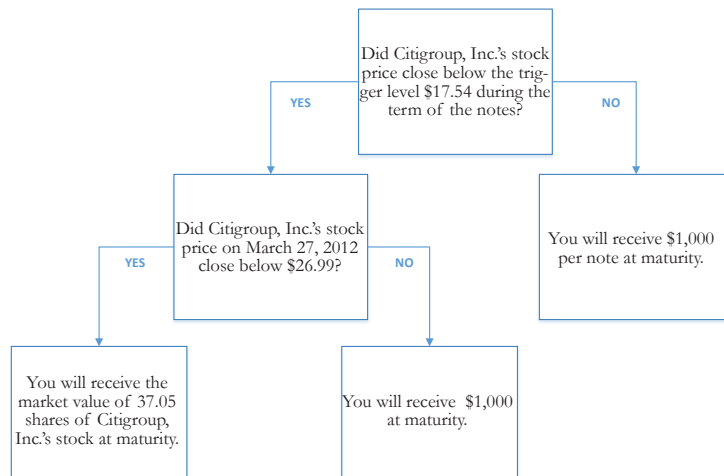 Did Citigroup, Inc.'s stock
price close below the trig-
ger level $17.54 during the
term of the notes?
YES
NO
Did Citigroup, Inc.'s stock
price on March 27, 2012
close below $26.99?
You will receive $1,000
per note at maturity.
YES
NO
You will receive the
market value of 37.05
shares of Citigroup,
Inc.'s stock at maturity.
You will receive  $1,000
at maturity.